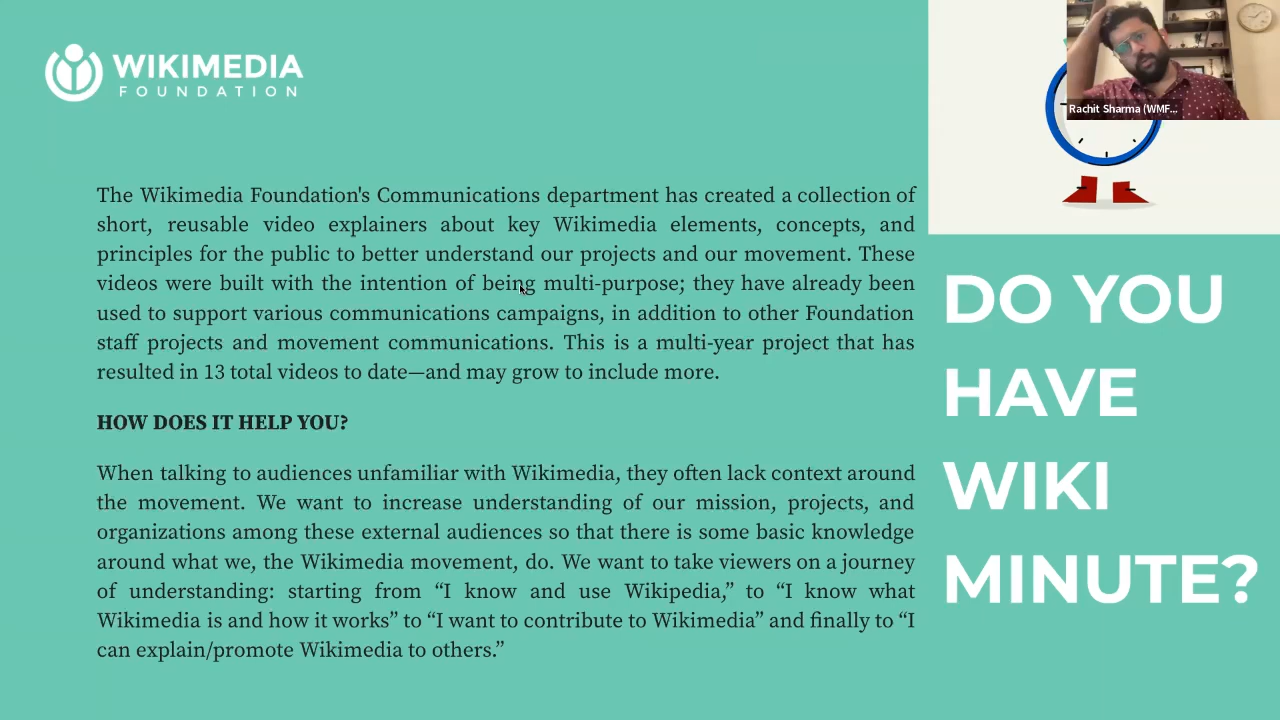 WIKIMEDIA
FOUNDATION
Rachit Sharma (WMF...
The Wikimedia Foundation's Communications department has created a collection of
short, reusable video explainers about key Wikimedia elements, concepts, and
principles for the public to better understand our projects and our movement. These
videos were built with the intention of being multi-purpose; they have already been
used to support various communications campaigns, in addition to other Foundation
staff projects and movement communications. This is a multi-year project that has
resulted in 13 total videos to date—and may grow to include more.
HOW DOES IT HELP YOU?
When talking to audiences unfamiliar with Wikimedia, they often lack context around
the movement. We want to increase understanding of our mission, projects, and
organizations among these external audiences so that there is some basic knowledge
around what we, the Wikimedia movement, do. We want to take viewers on a journey
of understanding: starting from “I know and use Wikipedia,” to “I know what
Wikimedia is and how it works” to “I want to contribute to Wikimedia” and finally to “I
can explain/promote Wikimedia to others.”
DO YOU
HAVE
WIKI
MINUTE?